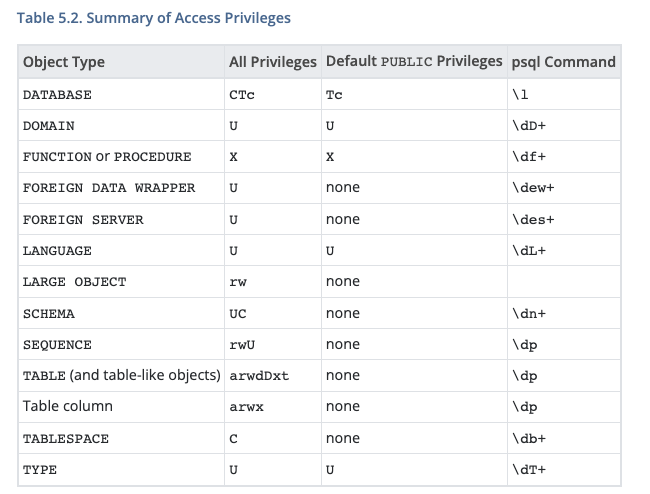 Table 5.2. Summary of Access Privileges
Object Type All Privileges Default PUBLIC Privileges psql Command
DATABASE CTc Tc \l
DOMAIN U U \dD+
FUNCTION or PROCEDURE X X \df+
FOREIGN DATA WRAPPER U none \dew+
FOREIGN SERVER U none \des+
LANGUAGE U U \dL+
LARGE OBJECT rw none
SCHEMA UC none \dn+
SEQUENCE rwU none \dp
TABLE (and table-like objects) arwdDxt none \dp
Table column arwx none \dp
TABLESPACE C none \db+
TYPE U U \dT+